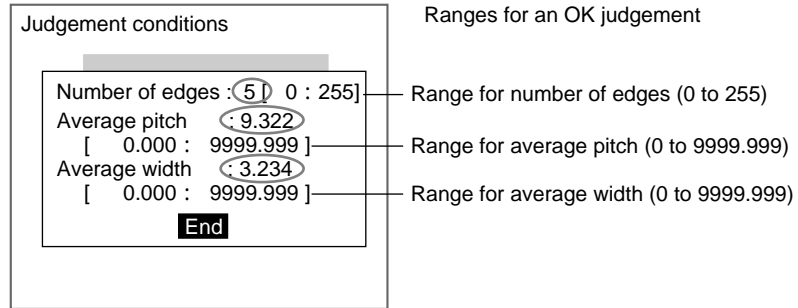 Judgement conditions
Ranges for an OK judgement
Number of edges : 5 [ 0 : 255]
Range for number of edges (0 to 255)
Average pitch : 9.322
[ 0.000 : 9999.999 ]
Range for average pitch (0 to 9999.999)
Average width : 3.234
[ 0.000 : 9999.999 ]
Range for average width (0 to 9999.999)
End